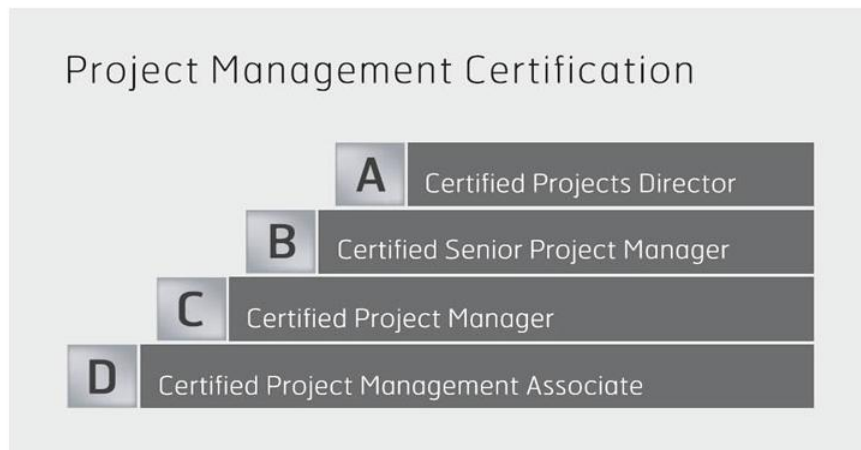 Project Management Certification
A Certified Projects Director
B Certified Senior Project Manager
C Certified Project Manager
D Certified Project Management Associate